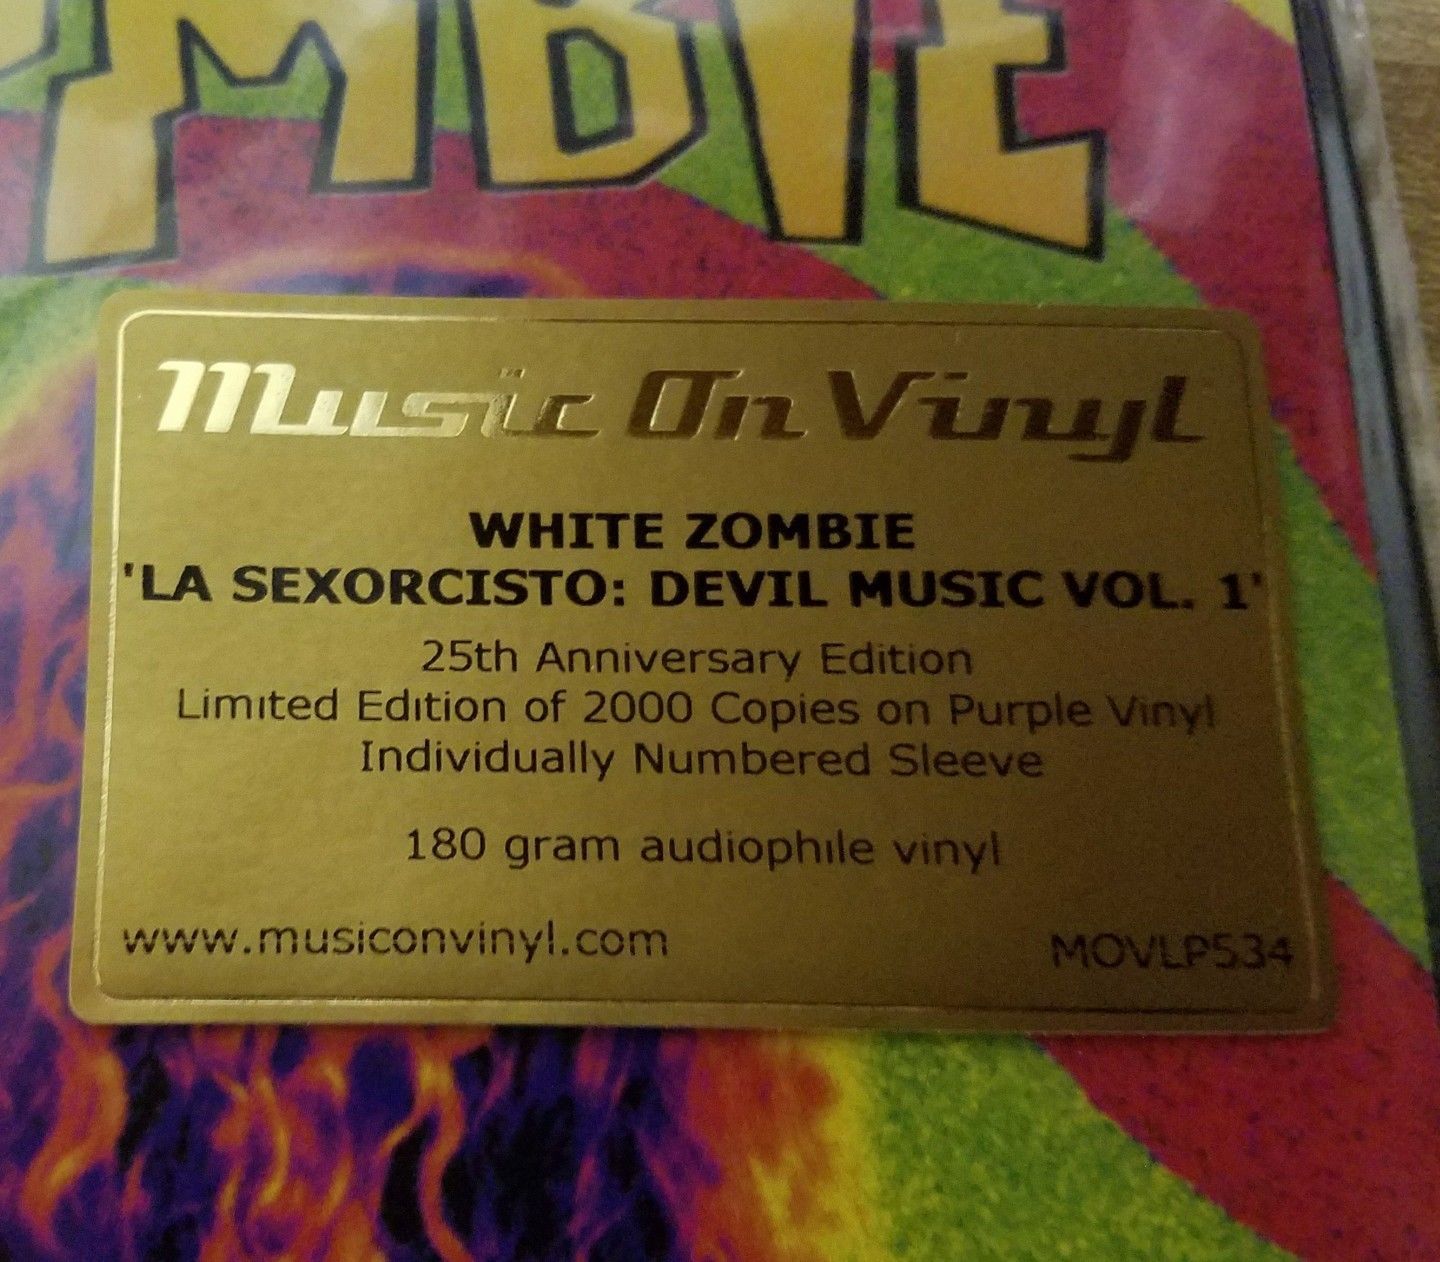 MBIE
Music On Vinyl
WHITE ZOMBIE
'LA SEXORCISTO: DEVIL MUSIC VOL. 1'
25th Anniversary Edition
Limited Edition of 2000 Copies on Purple Vinyl
Individually Numbered Sleeve
180 gram audiophile vinyl
www.musiconvinyl.com
MOVLP534